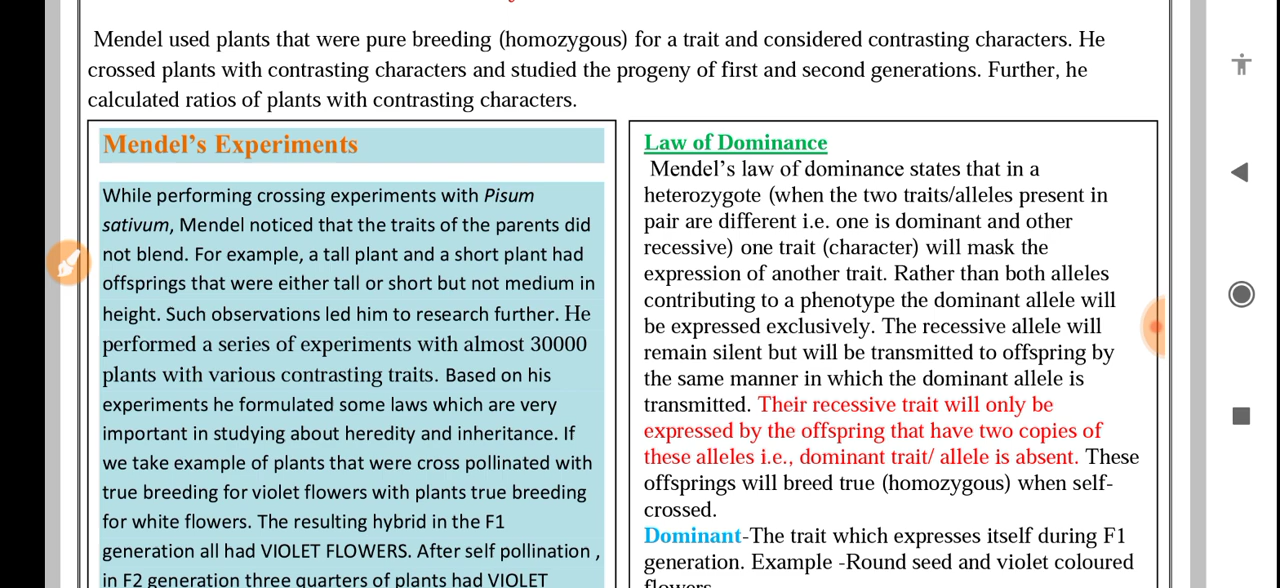 Mendel used plants that were pure breeding (homozygous) for a trait and considered contrasting characters. He
crossed plants with contrasting characters and studied the progeny of first and second generations. Further, he
calculated ratios of plants with contrasting characters.
Mendel’s Experiments
While performing crossing experiments with Pisum
sativum, Mendel noticed that the traits of the parents did
not blend. For example, a tall plant and a short plant had
offsprings that were either tall or short but not medium in
height. Such observations led him to research further. He
performed a series of experiments with almost 30000
plants with various contrasting traits. Based on his
experiments he formulated some laws which are very
important in studying about heredity and inheritance. If
we take example of plants that were cross pollinated with
true breeding for violet flowers with plants true breeding
for white flowers. The resulting hybrid in the F1
generation all had VIOLET FLOWERS. After self pollination ,
in F2 generation three quarters of plants had VIOLET
Law of Dominance
Mendel’s law of dominance states that in a
heterozygote (when the two traits/alleles present in
pair are different i.e. one is dominant and other
recessive) one trait (character) will mask the
expression of another trait. Rather than both alleles
contributing to a phenotype the dominant allele will
be expressed exclusively. The recessive allele will
remain silent but will be transmitted to offspring by
the same manner in which the dominant allele is
transmitted. Their recessive trait will only be
expressed by the offspring that have two copies of
these alleles i.e., dominant trait/ allele is absent. These
offsprings will breed true (homozygous) when self-
crossed.
Dominant-The trait which expresses itself during F1
generation. Example -Round seed and violet coloured
flowers